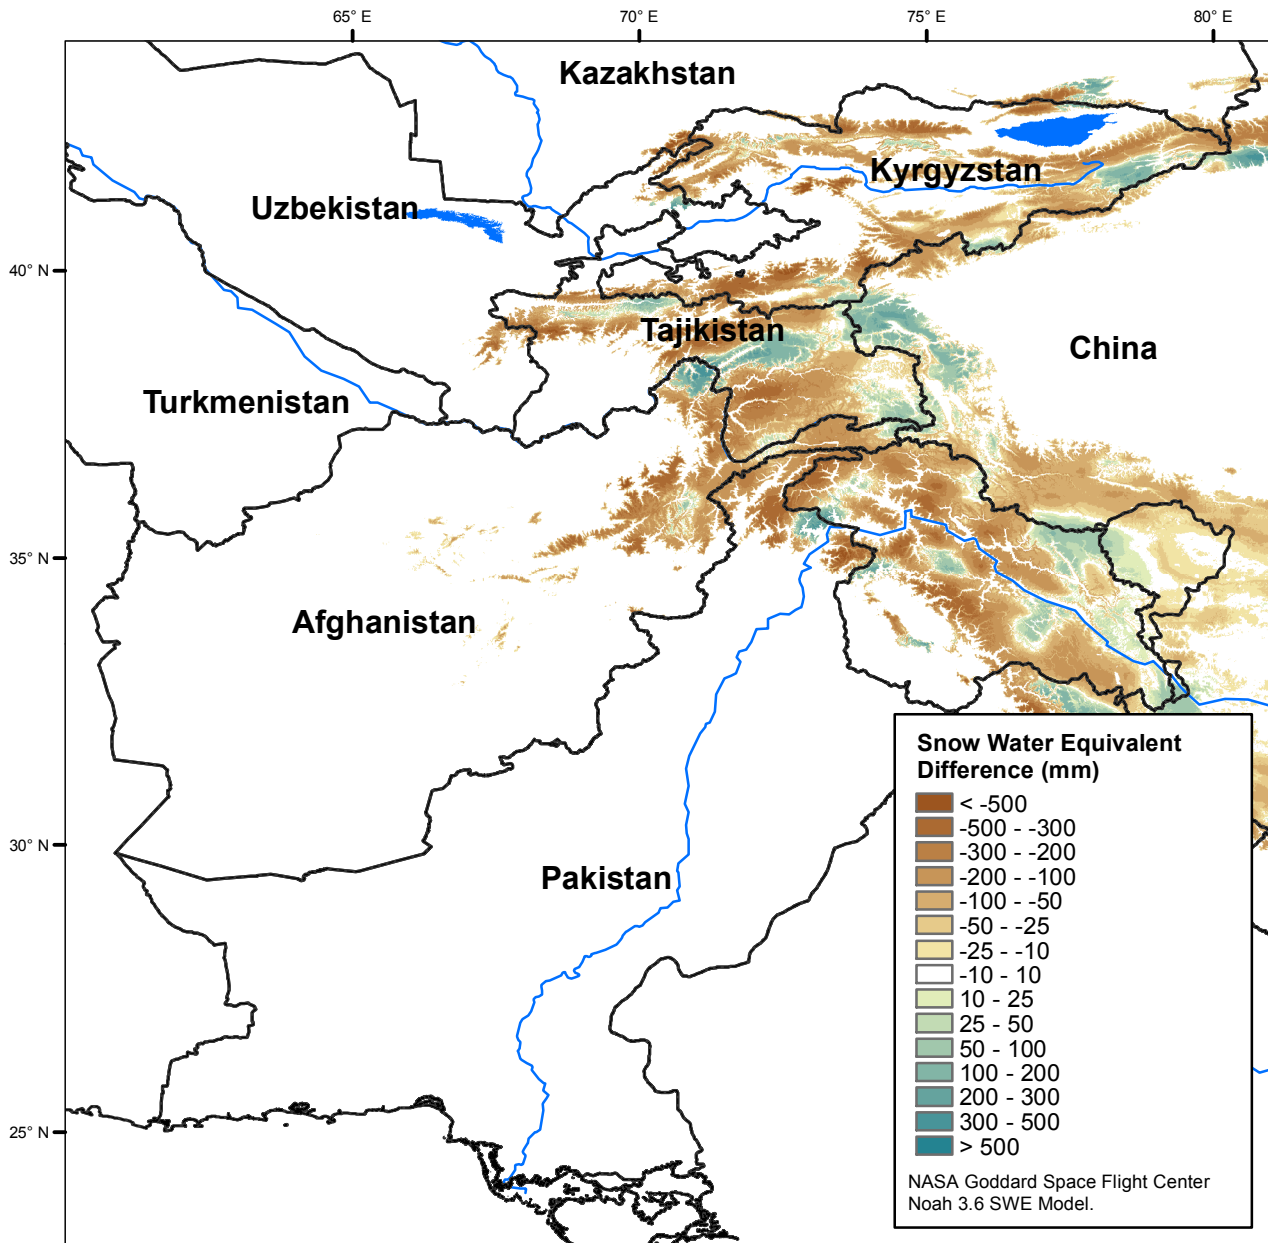 65° E 70° E 75° E 80° E
Kazakhstan
Kyrgyzstan
Uzbekistan
40° N
Tajikistan
China
Turkmenistan
35° N
Afghanistan
Snow Water Equivalent
Difference (mm)
< -500
-500 - -300
-300 - -200
-200 - -100
-100 - -50
-50 - -25
-25 - -10
-10 - 10
10 - 25
25 - 50
50 - 100
100 - 200
200 - 300
300 - 500
> 500
NASA Goddard Space Flight Center
Noah 3.6 SWE Model.
30° N
Pakistan
25° N